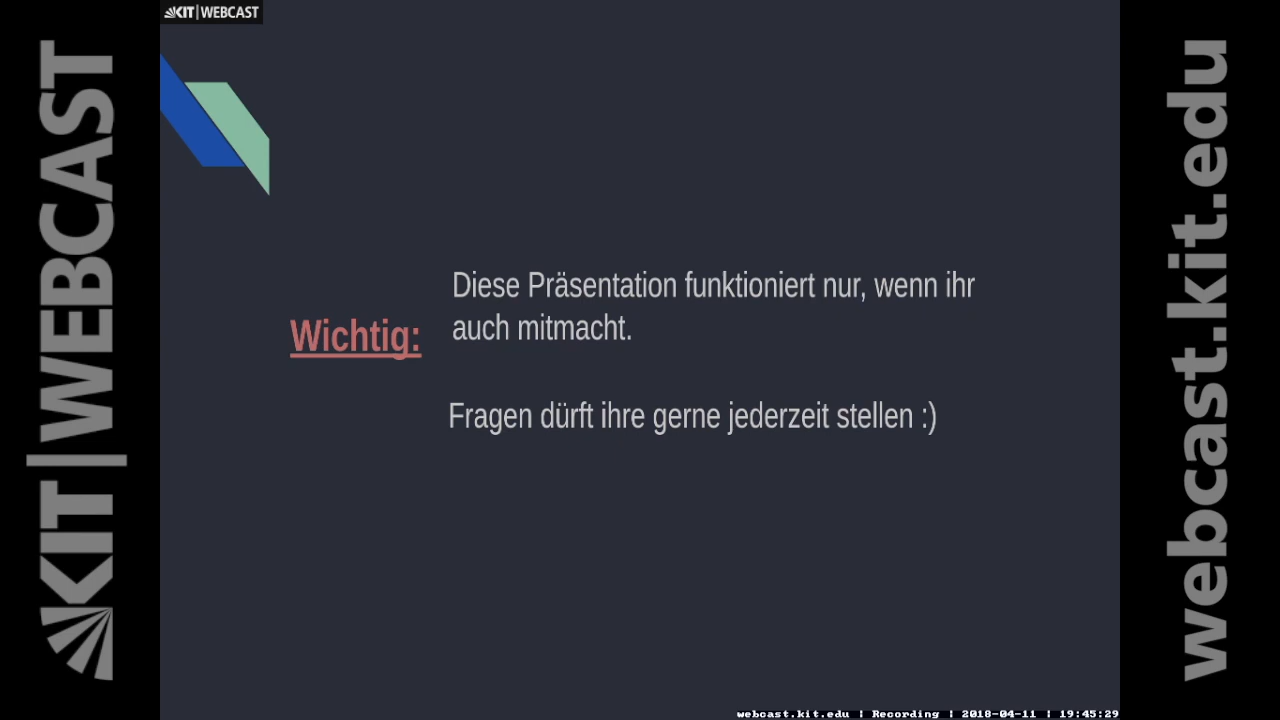 KIT|WEBCAST
KIT|WEBCAST
Wichtig:
Diese Präsentation funktioniert nur, wenn ihr
auch mitmacht.
Fragen dürft ihre gerne jederzeit stellen :)
webcast.kit.edu
webcast.kit.edu | Recording | 2018-04-11 | 19:45:29